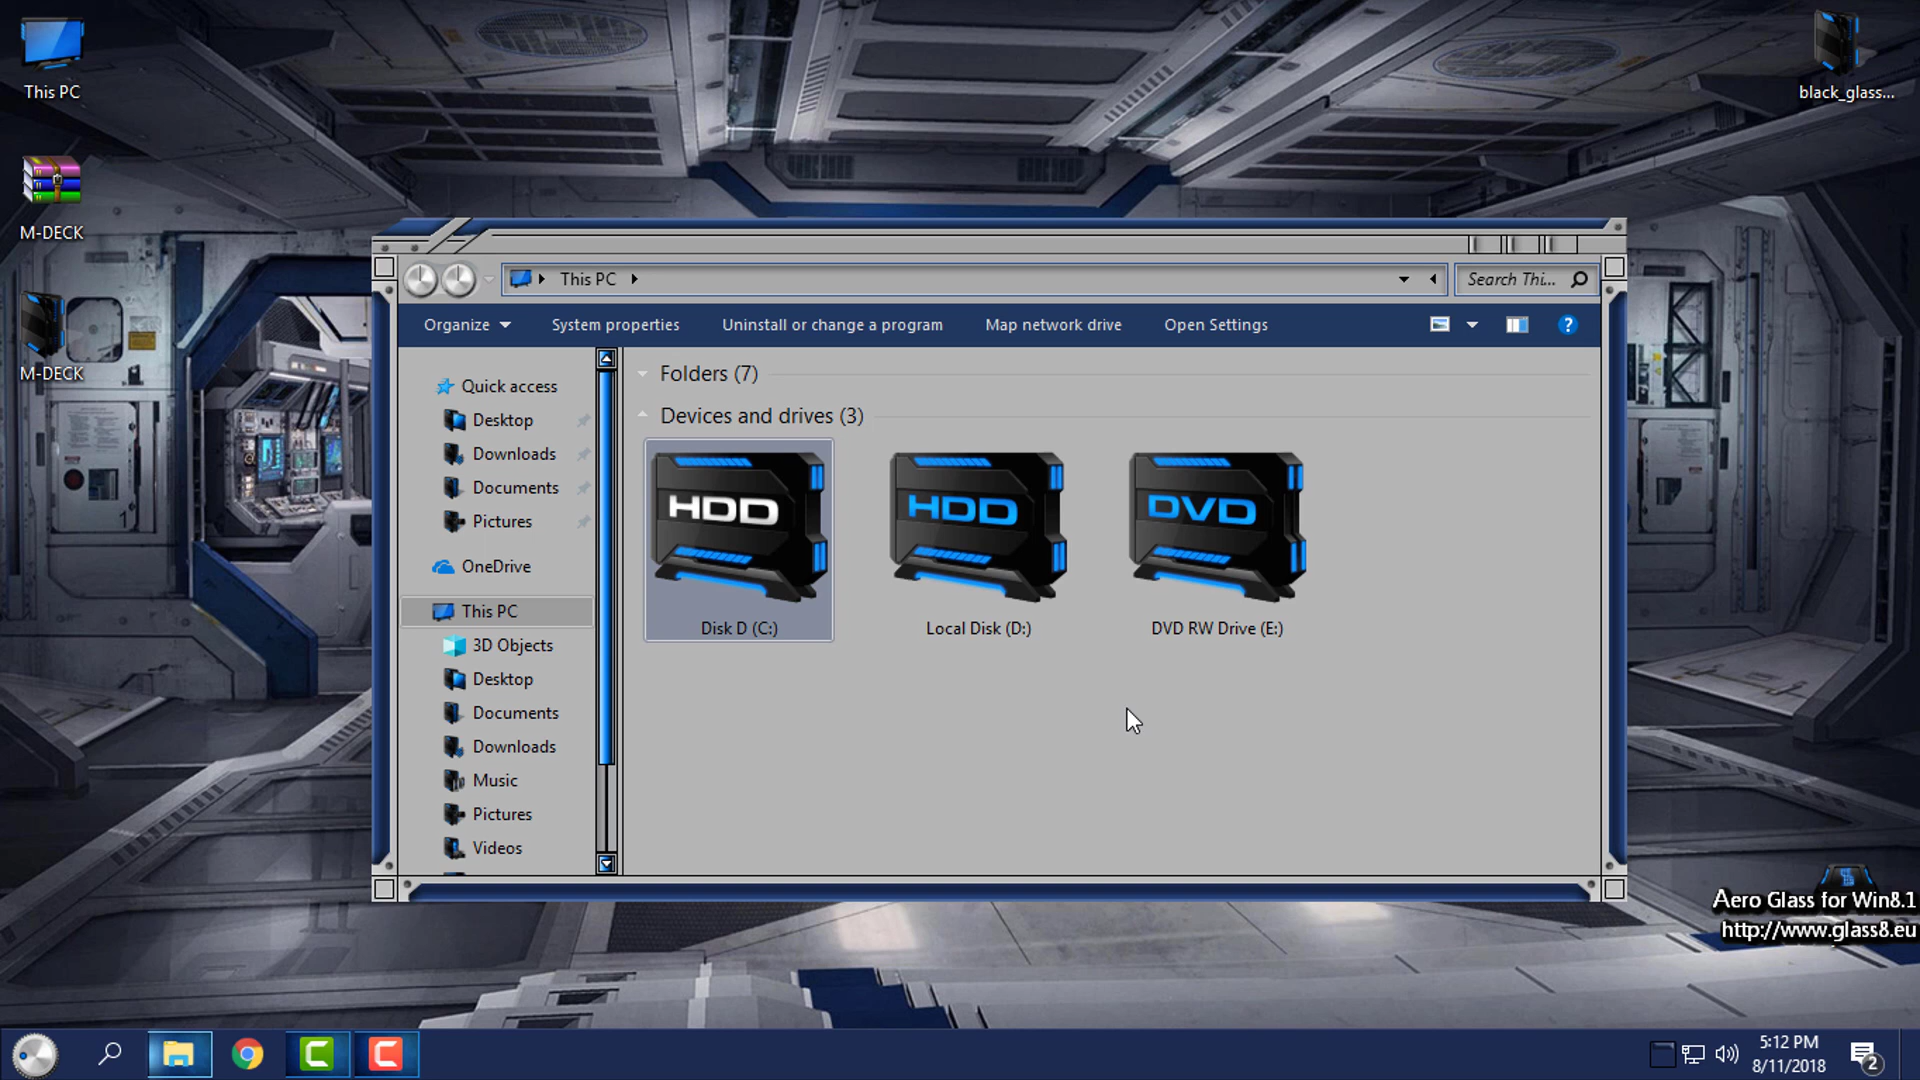 This PC
M-DECK
M-DECK
black_glass...
This PC
Search Thi...
Organize
System properties
Uninstall or change a program
Map network drive
Open Settings
?
Quick access
Desktop
Downloads
Documents
Pictures
OneDrive
This PC
3D Objects
Desktop
Documents
Downloads
Music
Pictures
Videos
Folders (7)
Devices and drives (3)
HDD
Disk D (C:)
HDD
Local Disk (D:)
DVD
DVD RW Drive (E:)
1
Aero Glass for Win8.1
http://www.glass8.eu
5:12 PM
8/11/2018
2